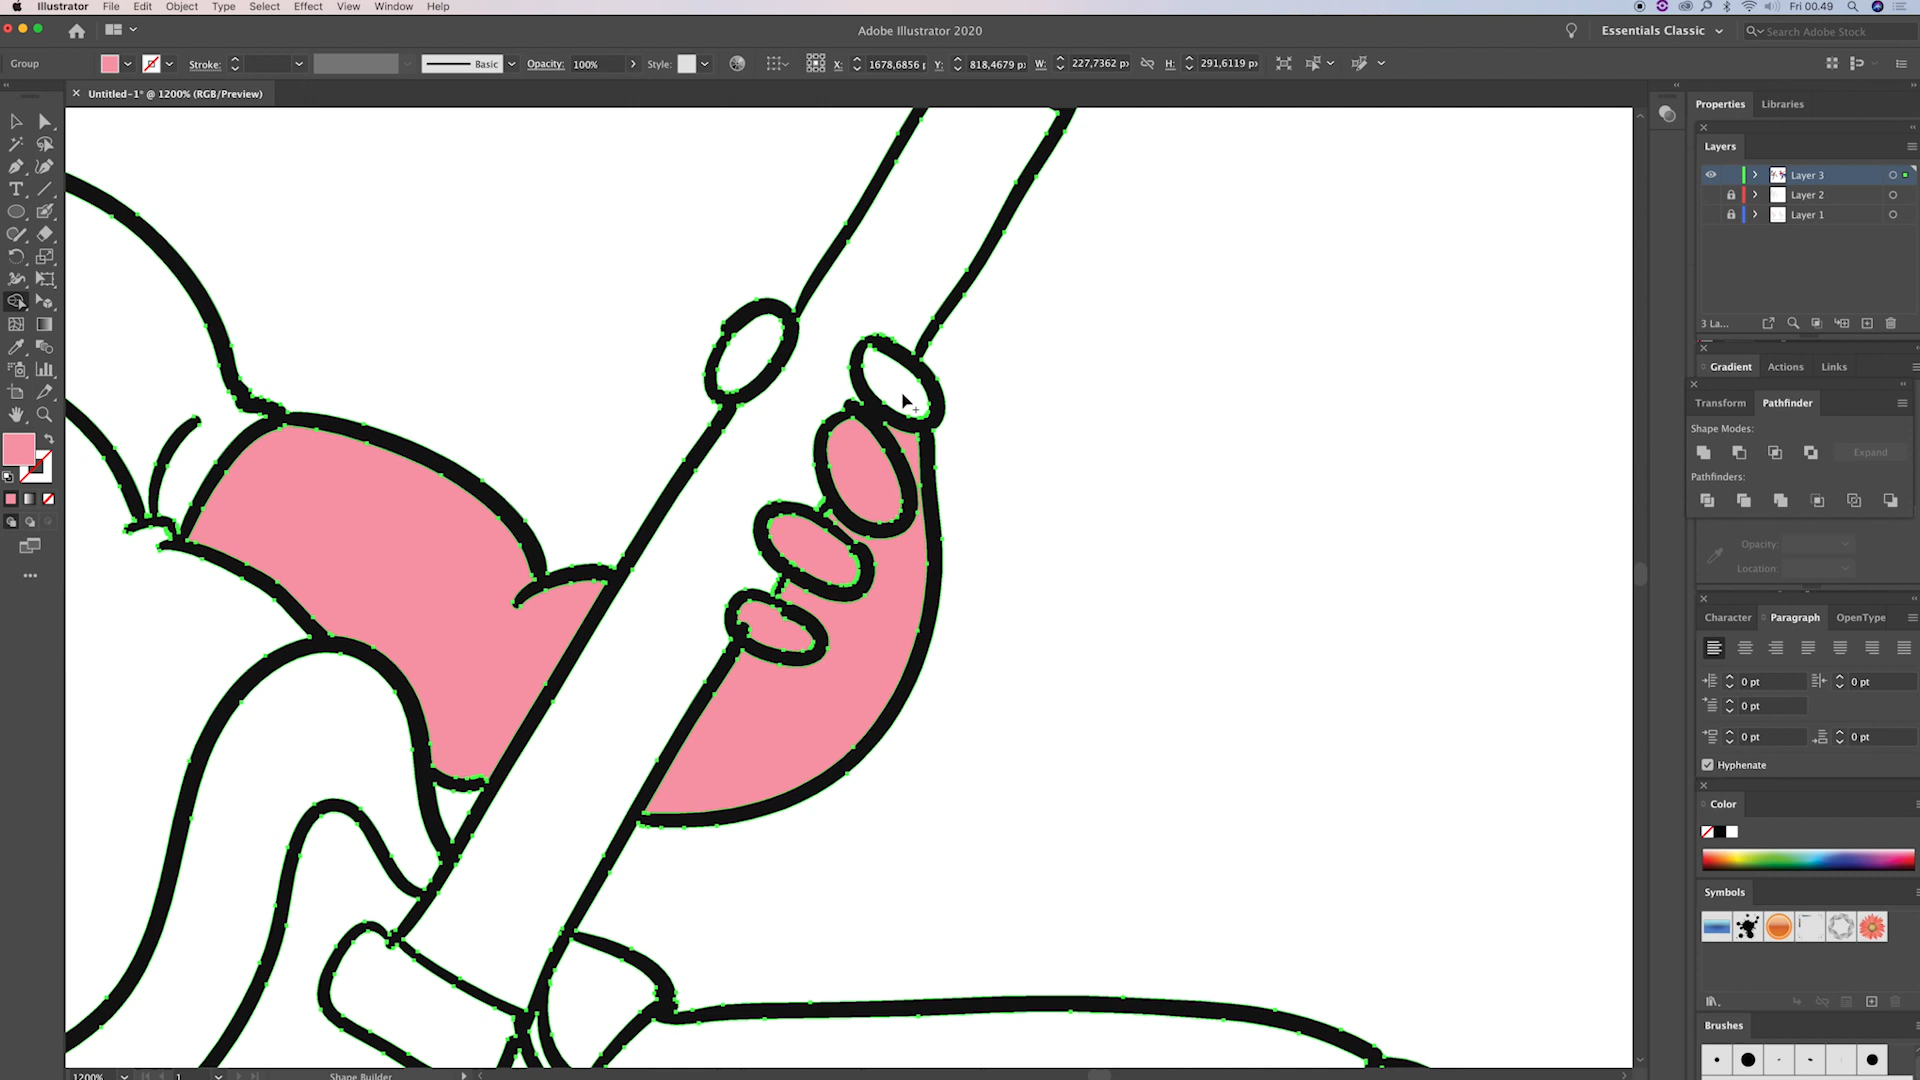 Illustrator File Edit Object Type Select Effect View Window Help
Fri 00.49
Adobe Illustrator 2020
Essentials Classic
Search Adobe Stock
Group
Stroke:
Basic
Opacity: 100%
Style:
X: 1678,6856 p
Y: 818,4679 p:
W: 227,7362 p:
H: 291,6119 p:
× Untitled-1* @ 1200% (RGB/Preview)
Properties Libraries
Layers
Layer 3
Layer 2
Layer 1
3 La...
Gradient Actions Links
Transform Pathfinder
Shape Modes:
Expand
Pathfinders:
Opacity:
Location:
Character Paragraph OpenType
0 pt 0 pt
0 pt
0 pt 0 pt
Hyphenate
Color
Symbols
Brushes
1200% 1 Shape Builder